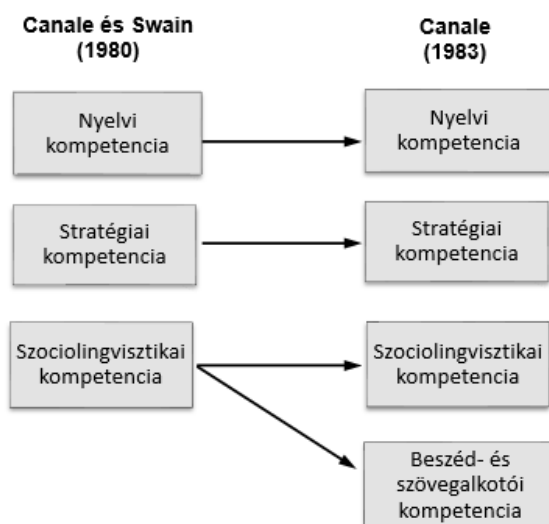 Canale és Swain
(1980)
Canale
(1983)
Nyelvi
kompetencia
Nyelvi
kompetencia
Stratégiai
kompetencia
Stratégiai
kompetencia
Szociolingvisztikai
kompetencia
Szociolingvisztikai
kompetencia
Beszéd- és
szövegalkotói
kompetencia